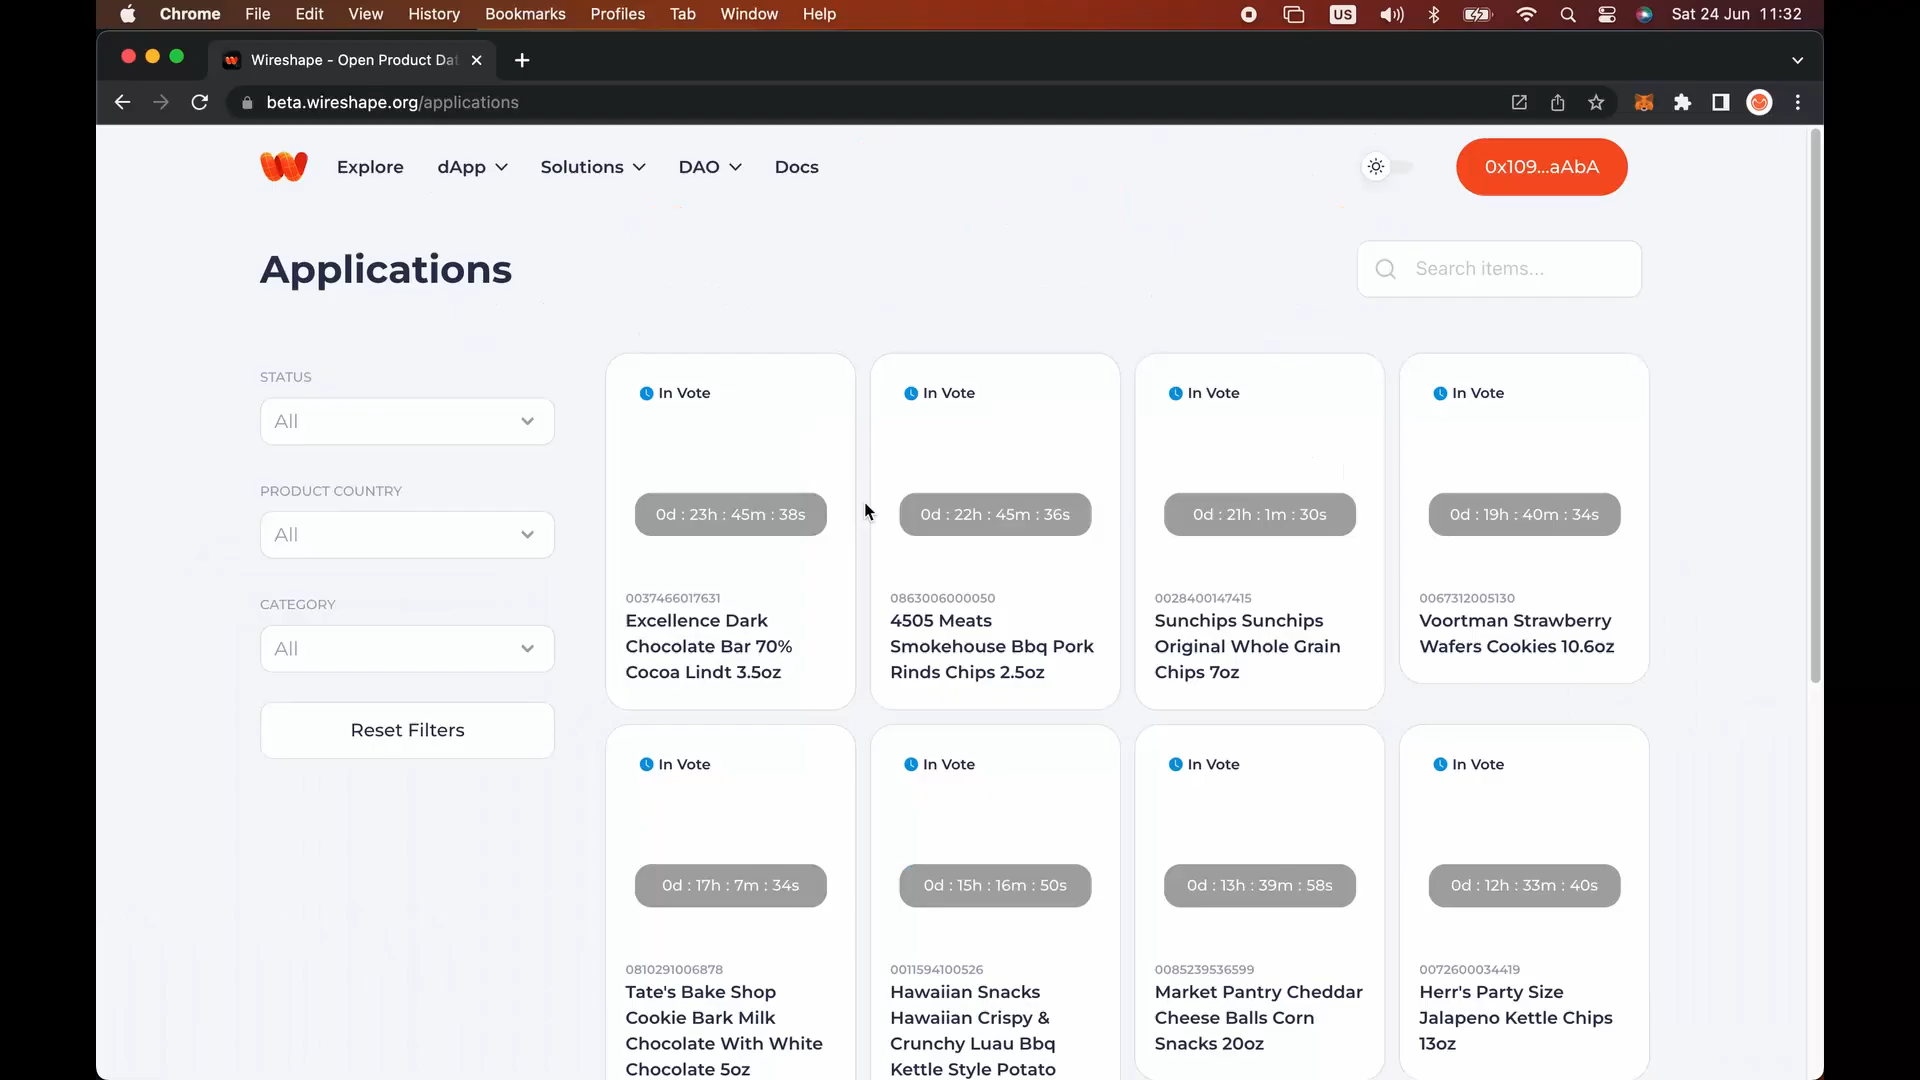 Chrome File Edit View History Bookmarks Profiles Tab Window Help US Sat 24 Jun 11:32
Wireshape - Open Product Dat
beta.wireshape.org/applications
Explore dApp Solutions DAO Docs 0x109...aAbA
Applications
Search items...
STATUS
All
PRODUCT COUNTRY
All
CATEGORY
All
Reset Filters
In Vote
0d : 23h : 45m : 38s
0037466017631
Excellence Dark
Chocolate Bar 70%
Cocoa Lindt 3.5oz
In Vote
0d : 22h : 45m : 36s
0863006000050
4505 Meats
Smokehouse Bbq Pork
Rinds Chips 2.5oz
In Vote
0d : 21h : 1m : 30s
0028400147415
Sunchips Sunchips
Original Whole Grain
Chips 7oz
In Vote
0d : 19h : 40m : 34s
0067312005130
Voortman Strawberry
Wafers Cookies 10.6oz
In Vote
0d : 17h : 7m : 34s
0810291006878
Tate's Bake Shop
Cookie Bark Milk
Chocolate With White
Chocolate 5oz
In Vote
0d : 15h : 16m : 50s
0011594100526
Hawaiian Snacks
Hawaiian Crispy &
Crunchy Luau Bbq
Kettle Style Potato
In Vote
0d : 13h : 39m : 58s
0085239536599
Market Pantry Cheddar
Cheese Balls Corn
Snacks 20oz
In Vote
0d : 12h : 33m : 40s
0072600034419
Herr's Party Size
Jalapeno Kettle Chips
13oz